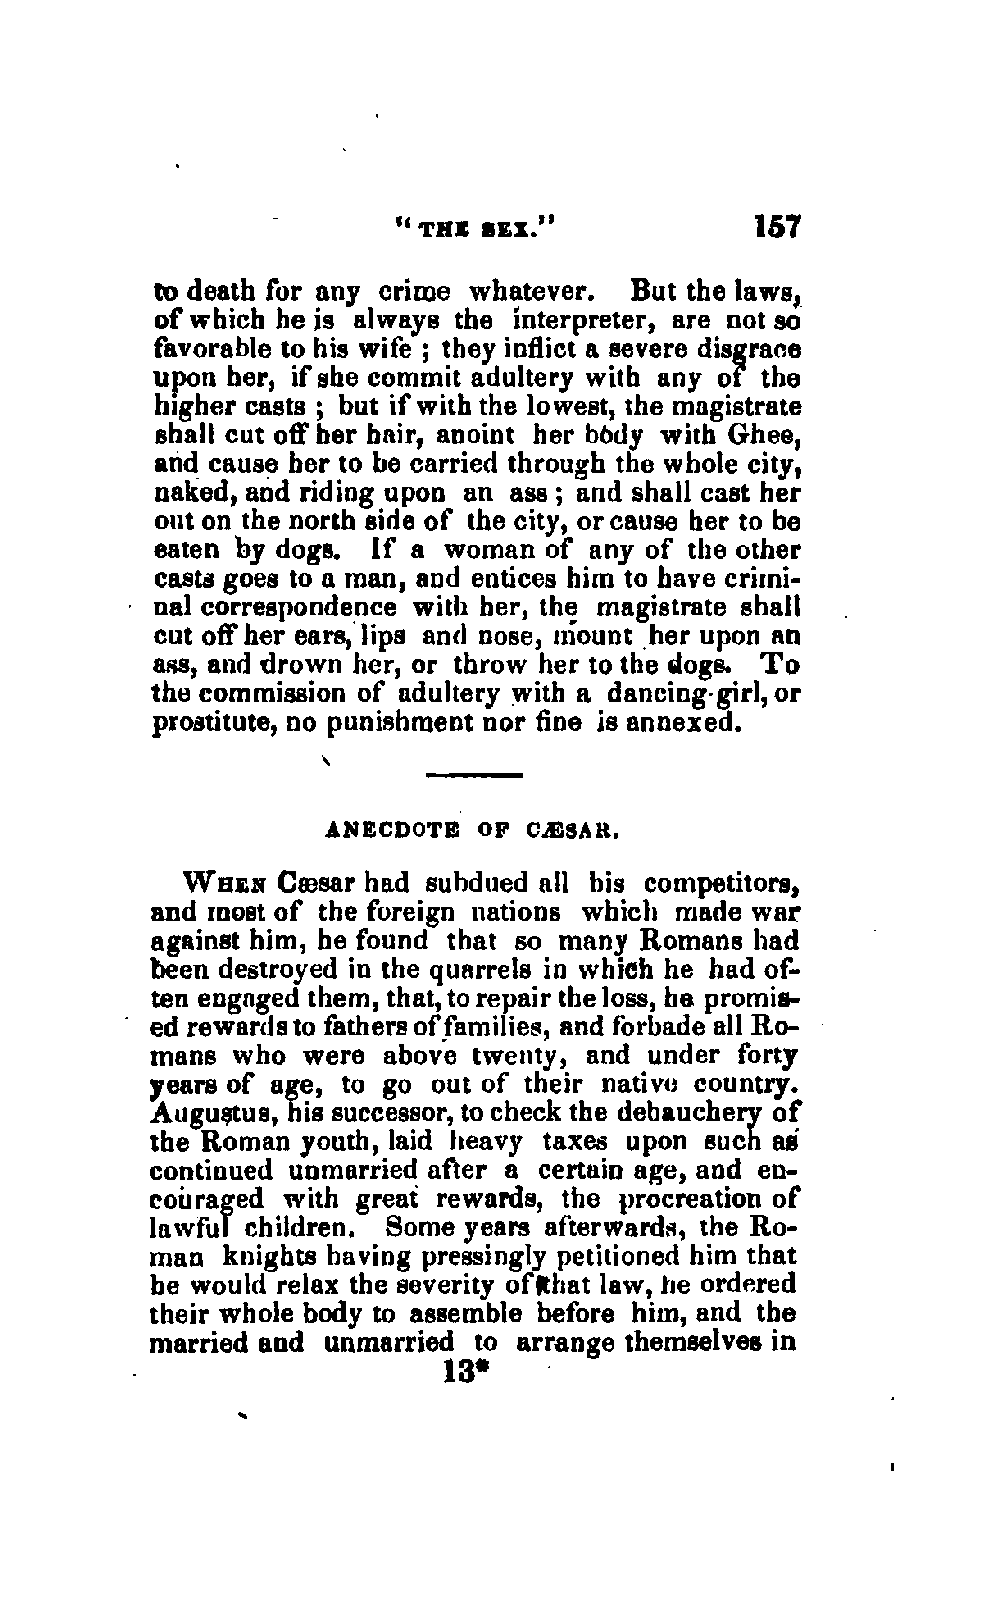 "THE SEX." 157
to death for any crime whatever. But the laws,
of which he is always the interpreter, are not so
favorable to his wife ; they inflict a severe disgrace
upon her, if she commit adultery with any of the
higher casts ; but if with the lowest, the magistrate
shall cut off her hair, anoint her body with Ghee,
and cause her to be carried through the whole city,
naked, and riding upon an ass ; and shall cast her
out on the north side of the city, or cause her to be
eaten by dogs. If a woman of any of the other
casts goes to a man, and entices him to have crimi-
nal correspondence with her, the magistrate shall
cut off her ears, lips and nose, mount her upon an
ass, and drown her, or throw her to the dogs. To
the commission of adultery with a dancing-girl, or
prostitute, no punishment nor fine is annexed.
ANECDOTE OF CÆSAR.
WHEN Cæsar had subdued all his competitors,
and most of the foreign nations which made war
against him, he found that so many Romans had
been destroyed in the quarrels in which he had of-
ten engaged them, that, to repair the loss, he promis-
ed rewards to fathers of families, and forbade all Ro-
mans who were above twenty, and under forty
years of age, to go out of their native country.
Augustus, his successor, to check the debauchery of
the Roman youth, laid heavy taxes upon such as
continued unmarried after a certain age, and en-
couraged with great rewards, the procreation of
lawful children. Some years afterwards, the Ro-
man knights having pressingly petitioned him that
he would relax the severity of that law, he ordered
their whole body to assemble before him, and the
married and unmarried to arrange themselves in
13*